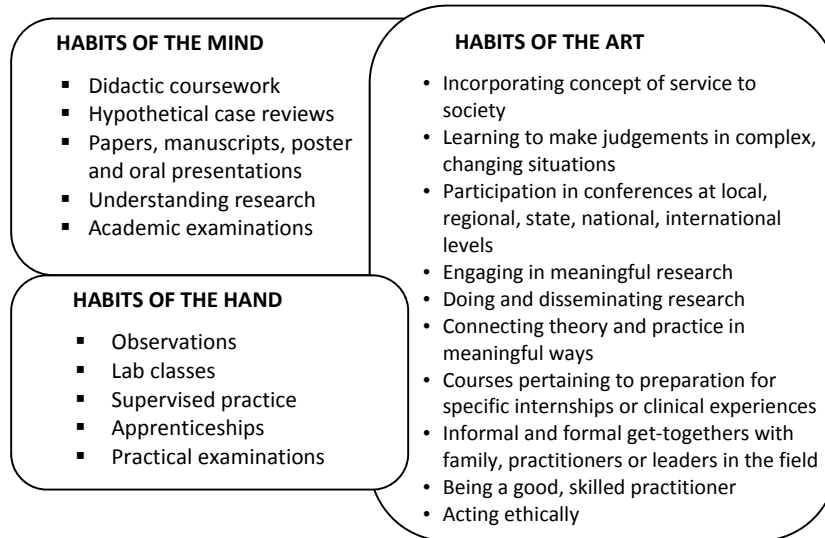 HABITS OF THE MIND
▪ Didactic coursework
▪ Hypothetical case reviews
▪ Papers, manuscripts, poster
and oral presentations
▪ Understanding research
▪ Academic examinations
HABITS OF THE HAND
▪ Observations
▪ Lab classes
▪ Supervised practice
▪ Apprenticeships
▪ Practical examinations
HABITS OF THE ART
• Incorporating concept of service to
society
• Learning to make judgements in complex,
changing situations
• Participation in conferences at local,
regional, state, national, international
levels
• Engaging in meaningful research
• Doing and disseminating research
• Connecting theory and practice in
meaningful ways
• Courses pertaining to preparation for
specific internships or clinical experiences
• Informal and formal get-togethers with
family, practitioners or leaders in the field
• Being a good, skilled practitioner
• Acting ethically